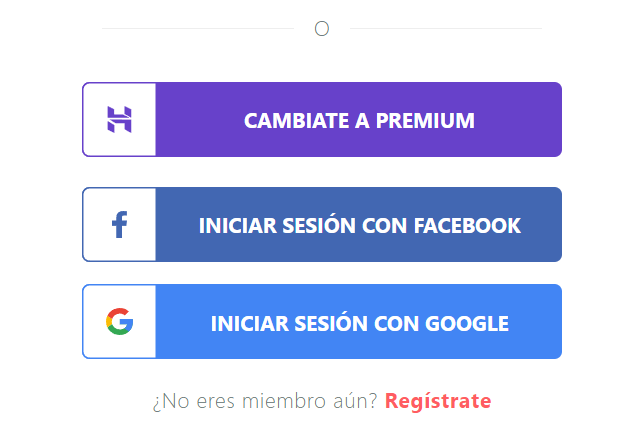 O
CAMBIATE A PREMIUM
INICIAR SESIÓN CON FACEBOOK
INICIAR SESIÓN CON GOOGLE
¿No eres miembro aún? Regístrate